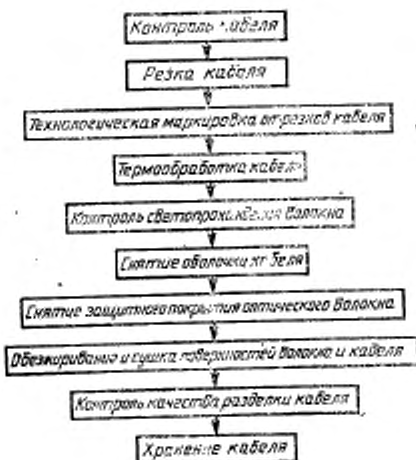 Контроль кабеля
Резка кабеля
Технологическая маркировка отрезков кабеля
Термообработка кабеля
Контроль светопрохождения волокна
Снятие оболочки кабеля
Снятие защитного покрытия оптического волокна
Обезжиривание и сушка поверхностей волокна и кабеля
Контроль качества разделки кабеля
Хранение кабеля